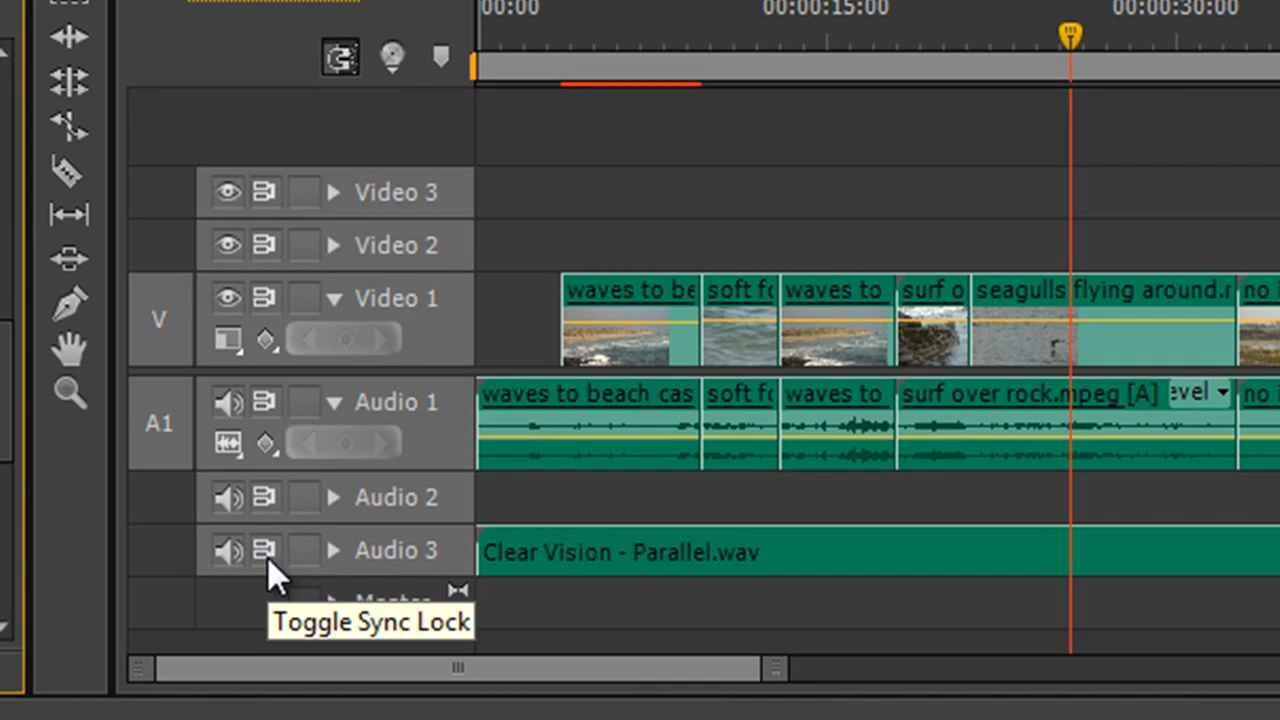 00:00
00:00:15:00
00:00:30:00
Video 3
Video 2
V
Video 1
waves to be
soft fo
waves to
surf o
seagulls flying around.r
no i
A1
Audio 1
waves to beach cas
soft fo
waves to
surf over rock.mpeg [A]
evel
no i
Audio 2
Audio 3
Clear Vision - Parallel.wav
Master
Toggle Sync Lock